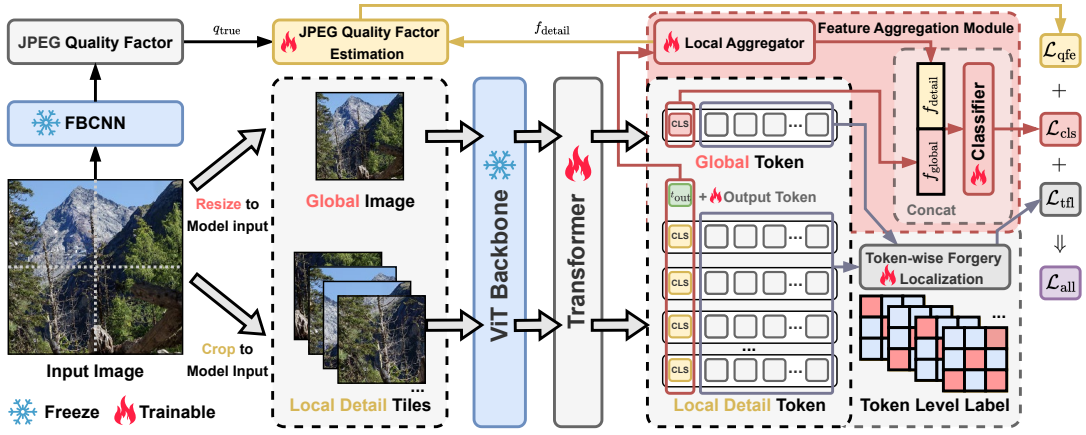 JPEG Quality Factor
q_true
JPEG Quality Factor
Estimation
f_detail
Local Aggregator
Feature Aggregation Module
L_qfe
+
FBCNN
CLS
...
Global Token
f_detail
f_global
Classifier
Concat
L_cls
+
L_tfl
⇓
L_all
Resize to
Model input
Global Image
ViT Backbone
Transformer
t_out
+ Output Token
CLS
...
CLS
...
CLS
...
...
CLS
...
Token-wise Forgery
Localization
...
Crop to
Model Input
Input Image
...
Local Detail Tiles
Local Detail Token
Token Level Label
Freeze
Trainable